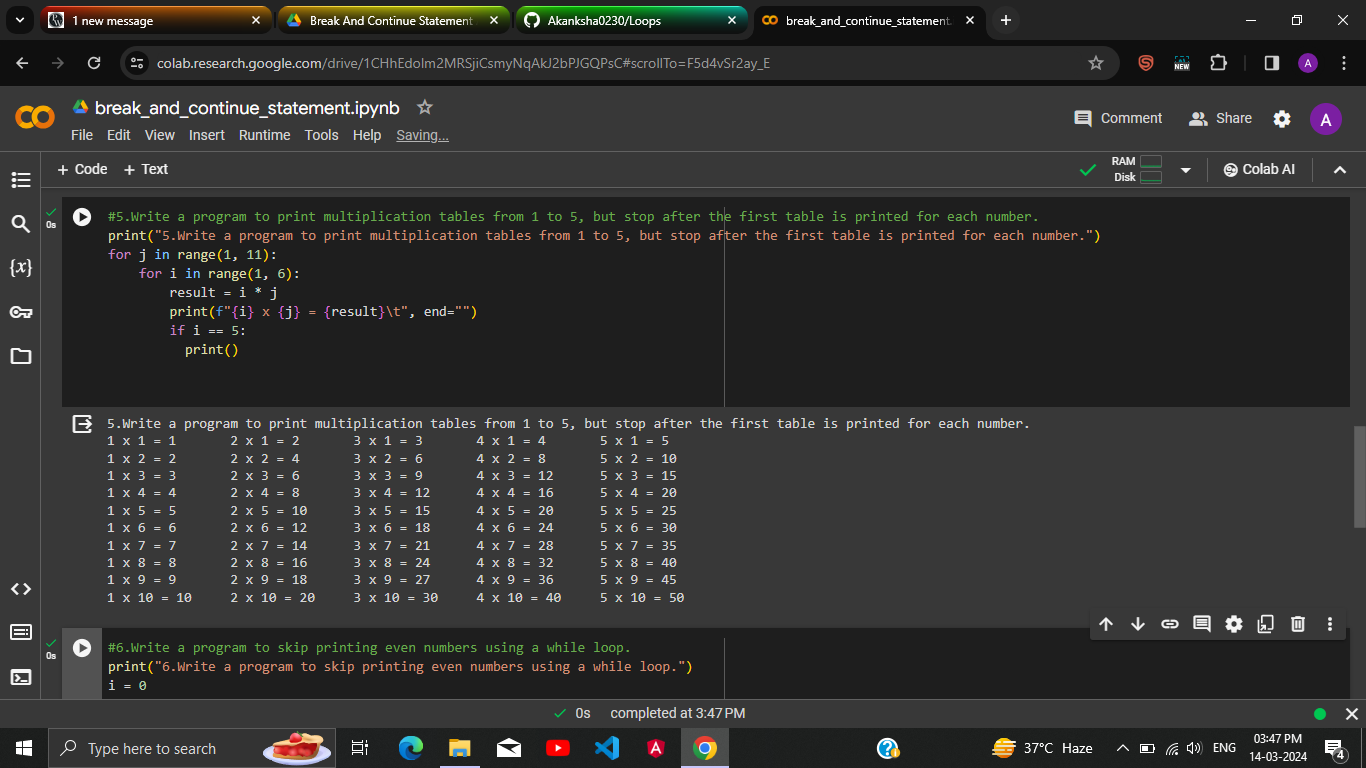 1 new message
Break And Continue Statement
Akanksha0230/Loops
break_and_continue_statement.
colab.research.google.com/drive/1CHhEdoIm2MRSjiCsmyNqAkJ2bPJGQPsC#scrollTo=F5d4vSr2ay_E
NEW
A
break_and_continue_statement.ipynb
File Edit View Insert Runtime Tools Help Saving...
Comment
Share
A
+ Code + Text
RAM
Disk
Colab AI
0s
#5.Write a program to print multiplication tables from 1 to 5, but stop after the first table is printed for each number.
print("5.Write a program to print multiplication tables from 1 to 5, but stop after the first table is printed for each number.")
for j in range(1, 11):
    for i in range(1, 6):
        result = i * j
        print(f"{i} x {j} = {result}\t", end="")
        if i == 5:
          print()
5.Write a program to print multiplication tables from 1 to 5, but stop after the first table is printed for each number.
1 x 1 = 1 2 x 1 = 2 3 x 1 = 3 4 x 1 = 4 5 x 1 = 5
1 x 2 = 2 2 x 2 = 4 3 x 2 = 6 4 x 2 = 8 5 x 2 = 10
1 x 3 = 3 2 x 3 = 6 3 x 3 = 9 4 x 3 = 12 5 x 3 = 15
1 x 4 = 4 2 x 4 = 8 3 x 4 = 12 4 x 4 = 16 5 x 4 = 20
1 x 5 = 5 2 x 5 = 10 3 x 5 = 15 4 x 5 = 20 5 x 5 = 25
1 x 6 = 6 2 x 6 = 12 3 x 6 = 18 4 x 6 = 24 5 x 6 = 30
1 x 7 = 7 2 x 7 = 14 3 x 7 = 21 4 x 7 = 28 5 x 7 = 35
1 x 8 = 8 2 x 8 = 16 3 x 8 = 24 4 x 8 = 32 5 x 8 = 40
1 x 9 = 9 2 x 9 = 18 3 x 9 = 27 4 x 9 = 36 5 x 9 = 45
1 x 10 = 10 2 x 10 = 20 3 x 10 = 30 4 x 10 = 40 5 x 10 = 50
0s
#6.Write a program to skip printing even numbers using a while loop.
print("6.Write a program to skip printing even numbers using a while loop.")
i = 0
0s completed at 3:47 PM
Type here to search
37°C Haze
ENG
03:47 PM
14-03-2024
4